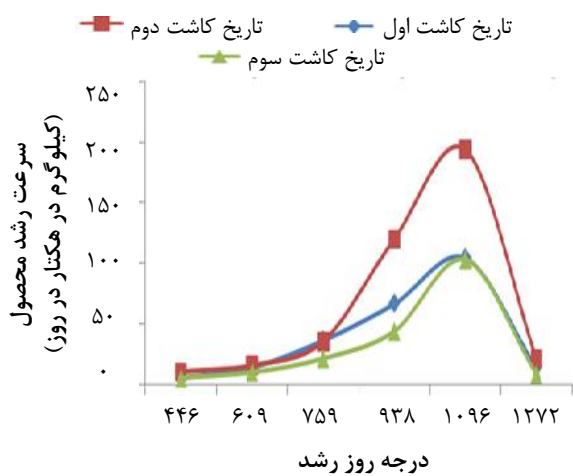 تاریخ کاشت اول
تاریخ کاشت دوم
تاریخ کاشت سوم
سرعت رشد محصول
(کیلوگرم در هکتار در روز)
۲۵۰
۲۰۰
۱۵۰
۱۰۰
۵۰
۰
۴۴۶ ۶۰۹ ۷۵۹ ۹۳۸ ۱۰۹۶ ۱۲۷۲
درجه روز رشد